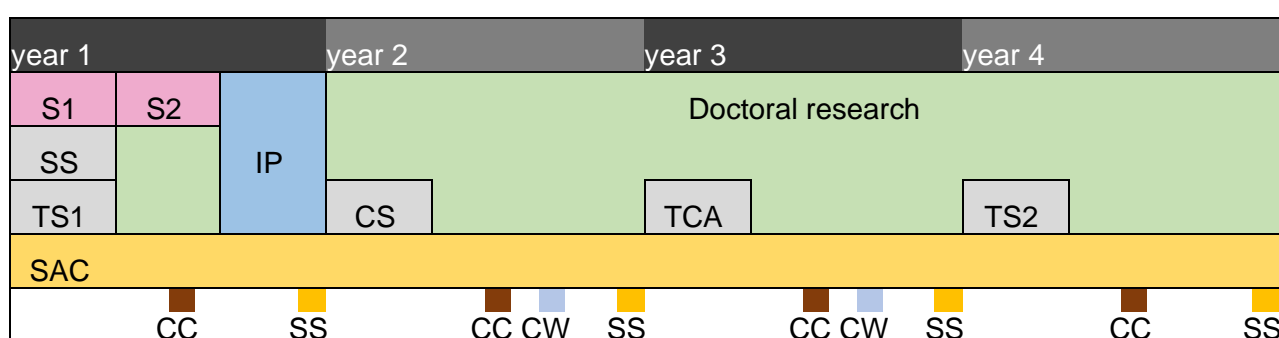 year 1 year 2 year 3 year 4
S1 S2 Doctoral research
SS IP
TS1 CS TCA TS2
SAC
CC SS CC CW SS CC CW SS CC SS